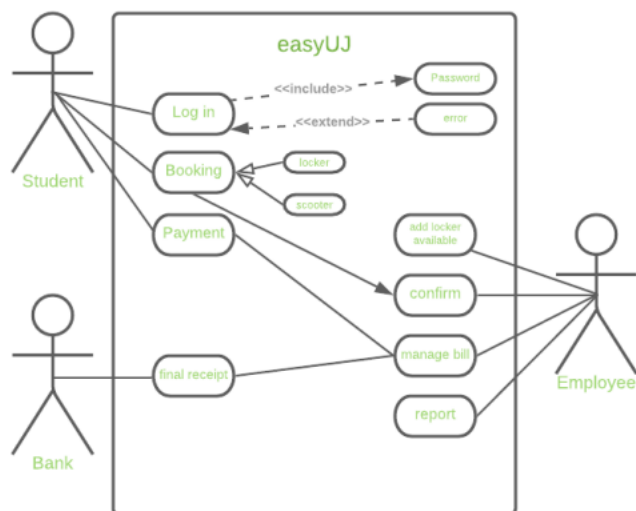 easyUJ
Password
<<include>>
Log in
<<extend>>
error
Student
Booking
locker
scooter
Payment
add locker
available
confirm
manage bill
final receipt
Employee
report
Bank